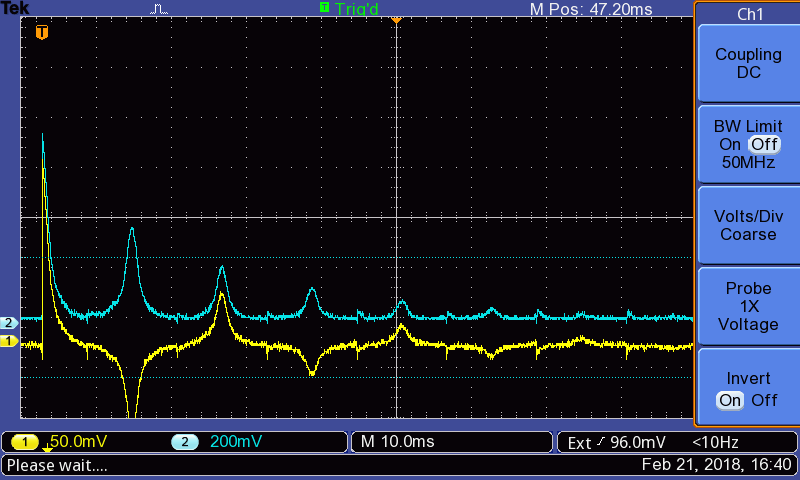 Tek
T Trig'd
M Pos: 47.20ms
T
Ch1
Coupling
DC
BW Limit
On Off
50MHz
Volts/Div
Coarse
Probe
1X
Voltage
Invert
On Off
2
1
1 50.0mV
2 200mV
M 10.0ms
Ext 96.0mV
<10Hz
Please wait....
Feb 21, 2018, 16:40